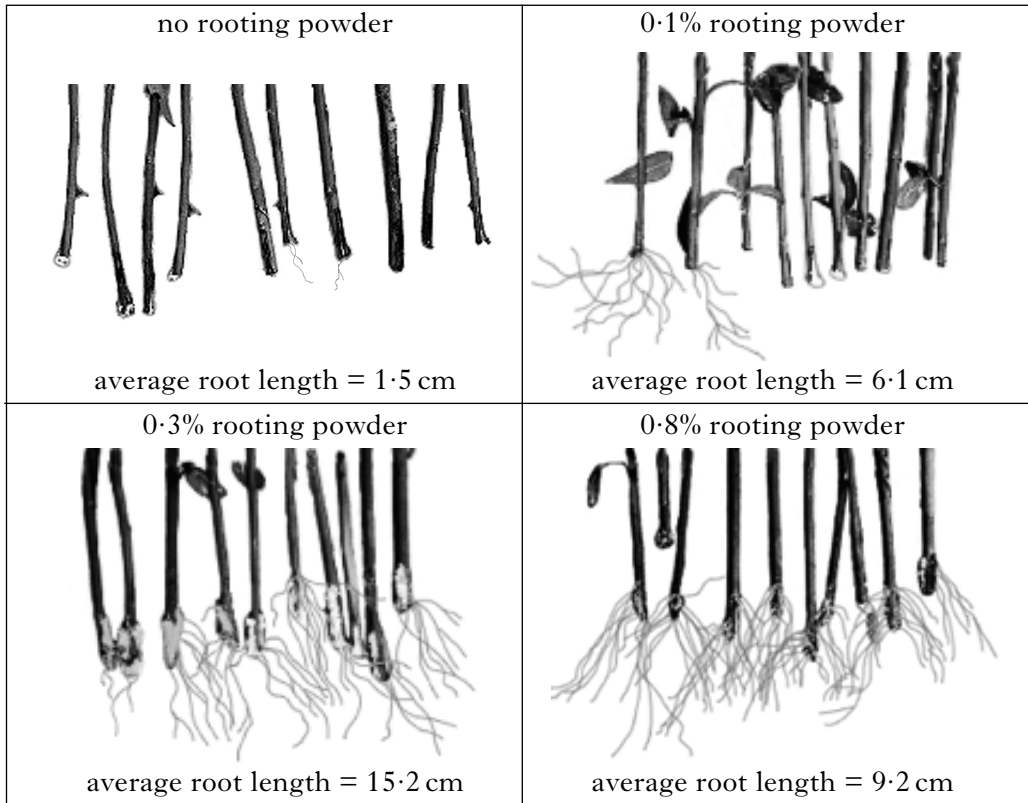 no rooting powder
0·1% rooting powder
average root length = 1·5 cm
average root length = 6·1 cm
0·3% rooting powder
0·8% rooting powder
average root length = 15·2 cm
average root length = 9·2 cm